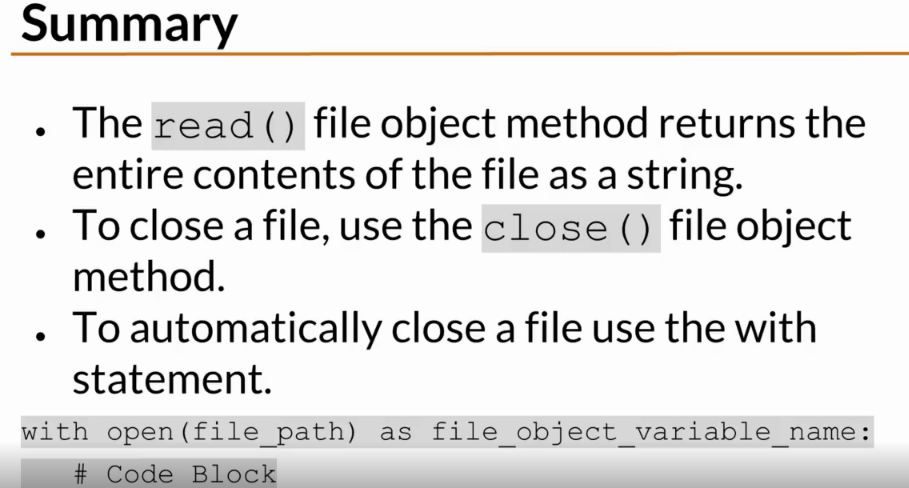 Summary
• The read() file object method returns the
entire contents of the file as a string.
• To close a file, use the close() file object
method.
• To automatically close a file use the with
statement.
with open(file_path) as file_object_variable_name:
    # Code Block